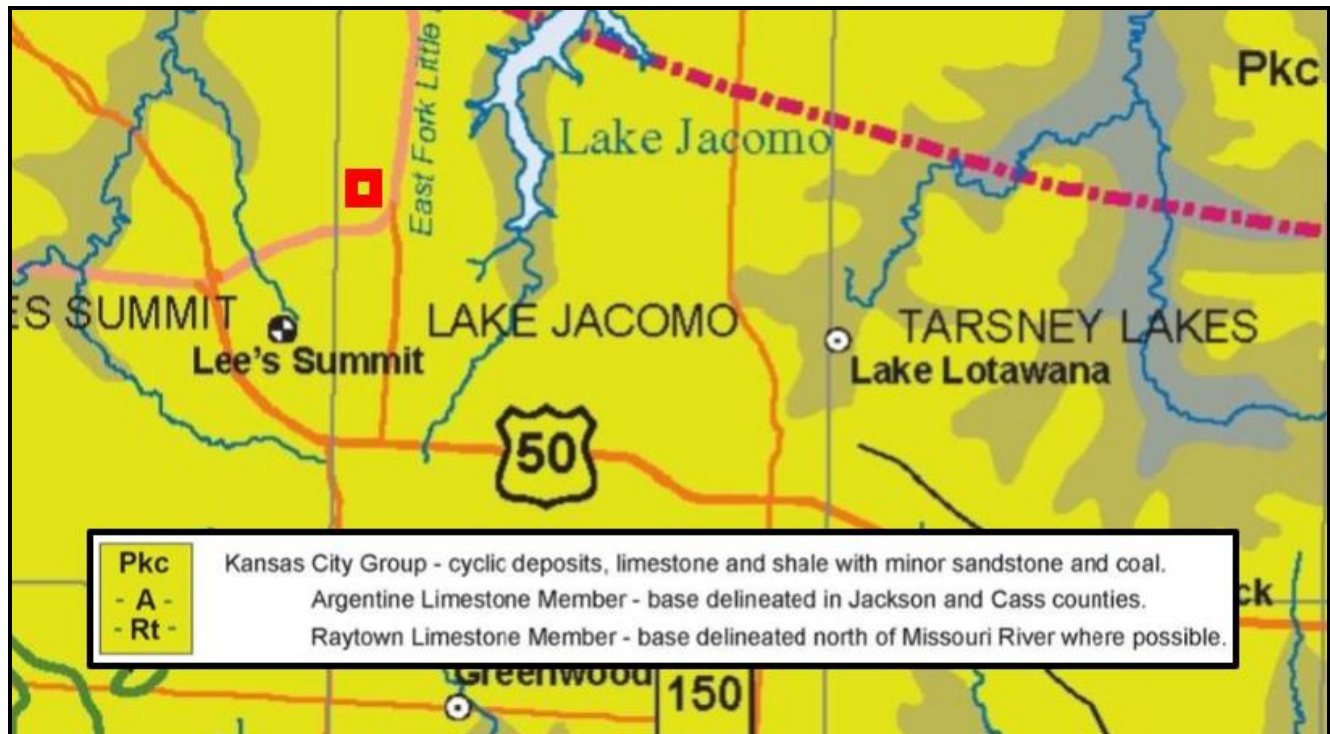 Pkc
East Fork Little
Lake Jacomo
ES SUMMIT
LAKE JACOMO
TARSNEY LAKES
Lee's Summit
Lake Lotawana
50
Pkc Kansas City Group - cyclic deposits, limestone and shale with minor sandstone and coal.
- A - Argentine Limestone Member - base delineated in Jackson and Cass counties.
- Rt - Raytown Limestone Member - base delineated north of Missouri River where possible.
ck
Greenwood
150